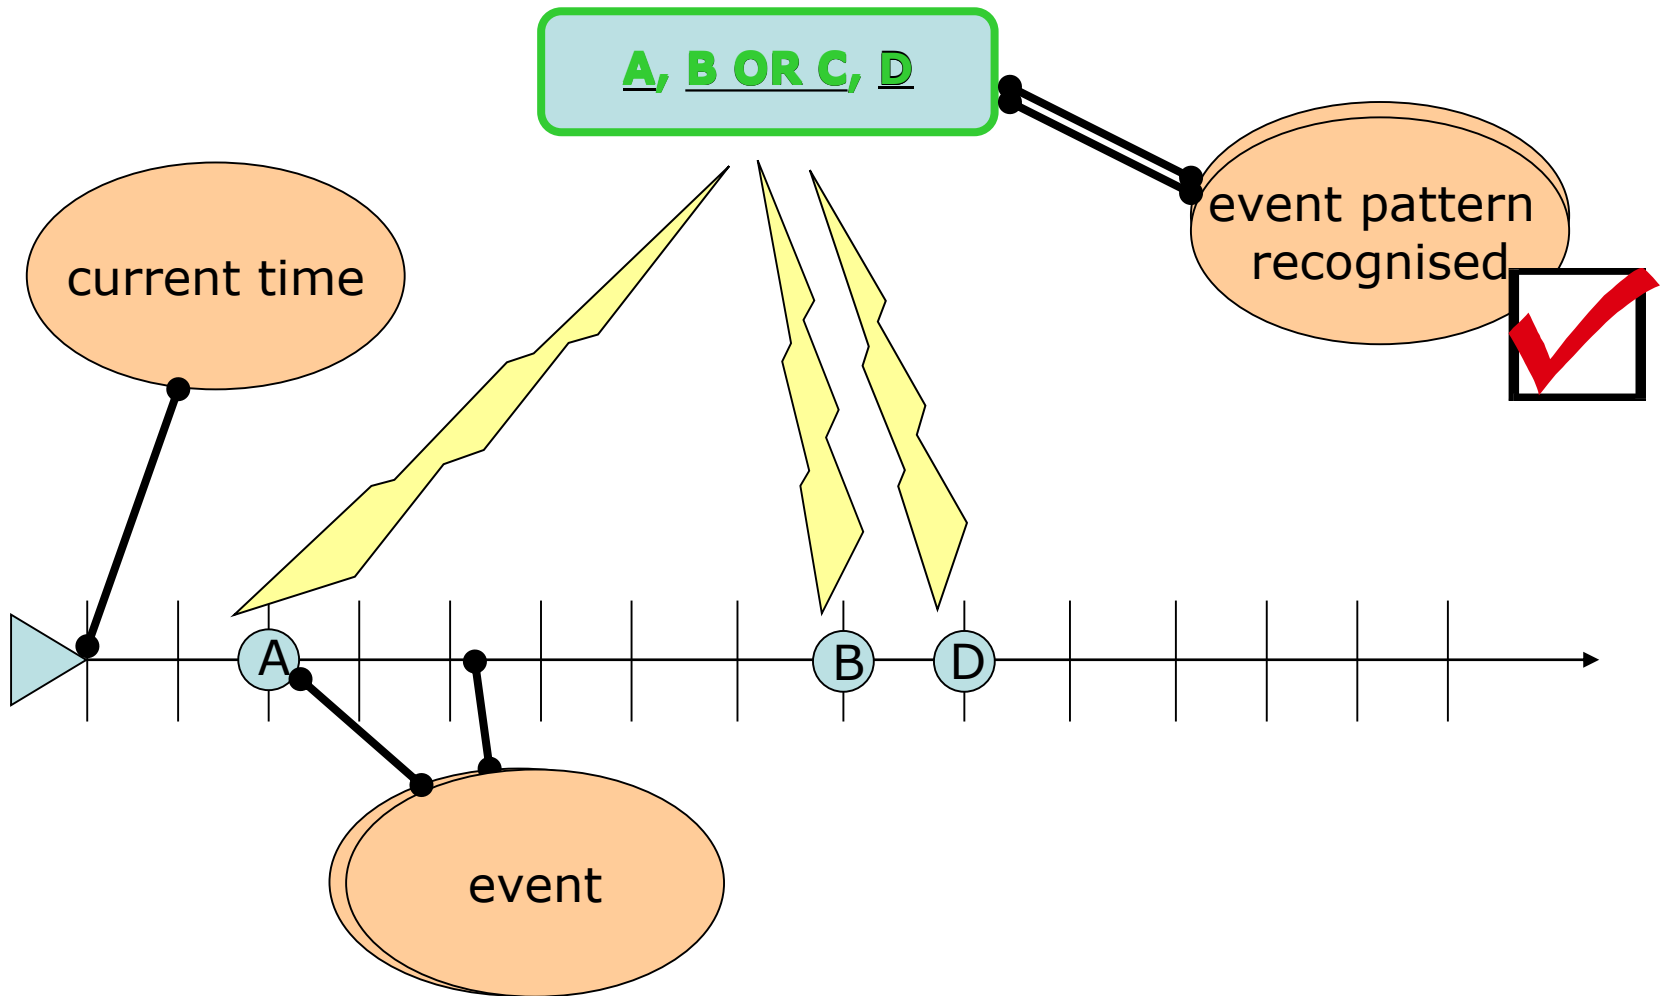 A, B OR C, D
event pattern
recognised
current time
A
B
D
event